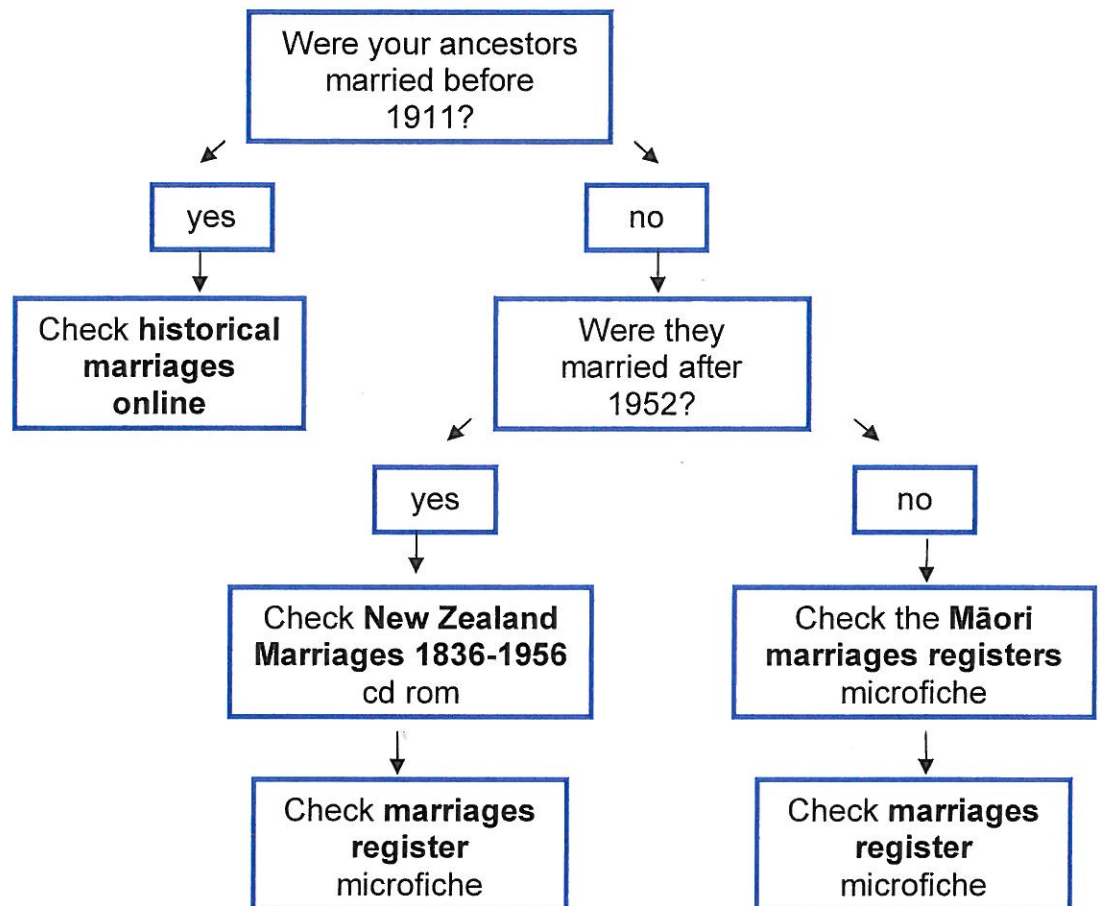 Were your ancestors
married before
1911?
yes
no
Check historical
marriages
online
Were they
married after
1952?
yes
no
Check New Zealand
Marriages 1836-1956
cd rom
Check the Māori
marriages registers
microfiche
Check marriages
register
microfiche
Check marriages
register
microfiche